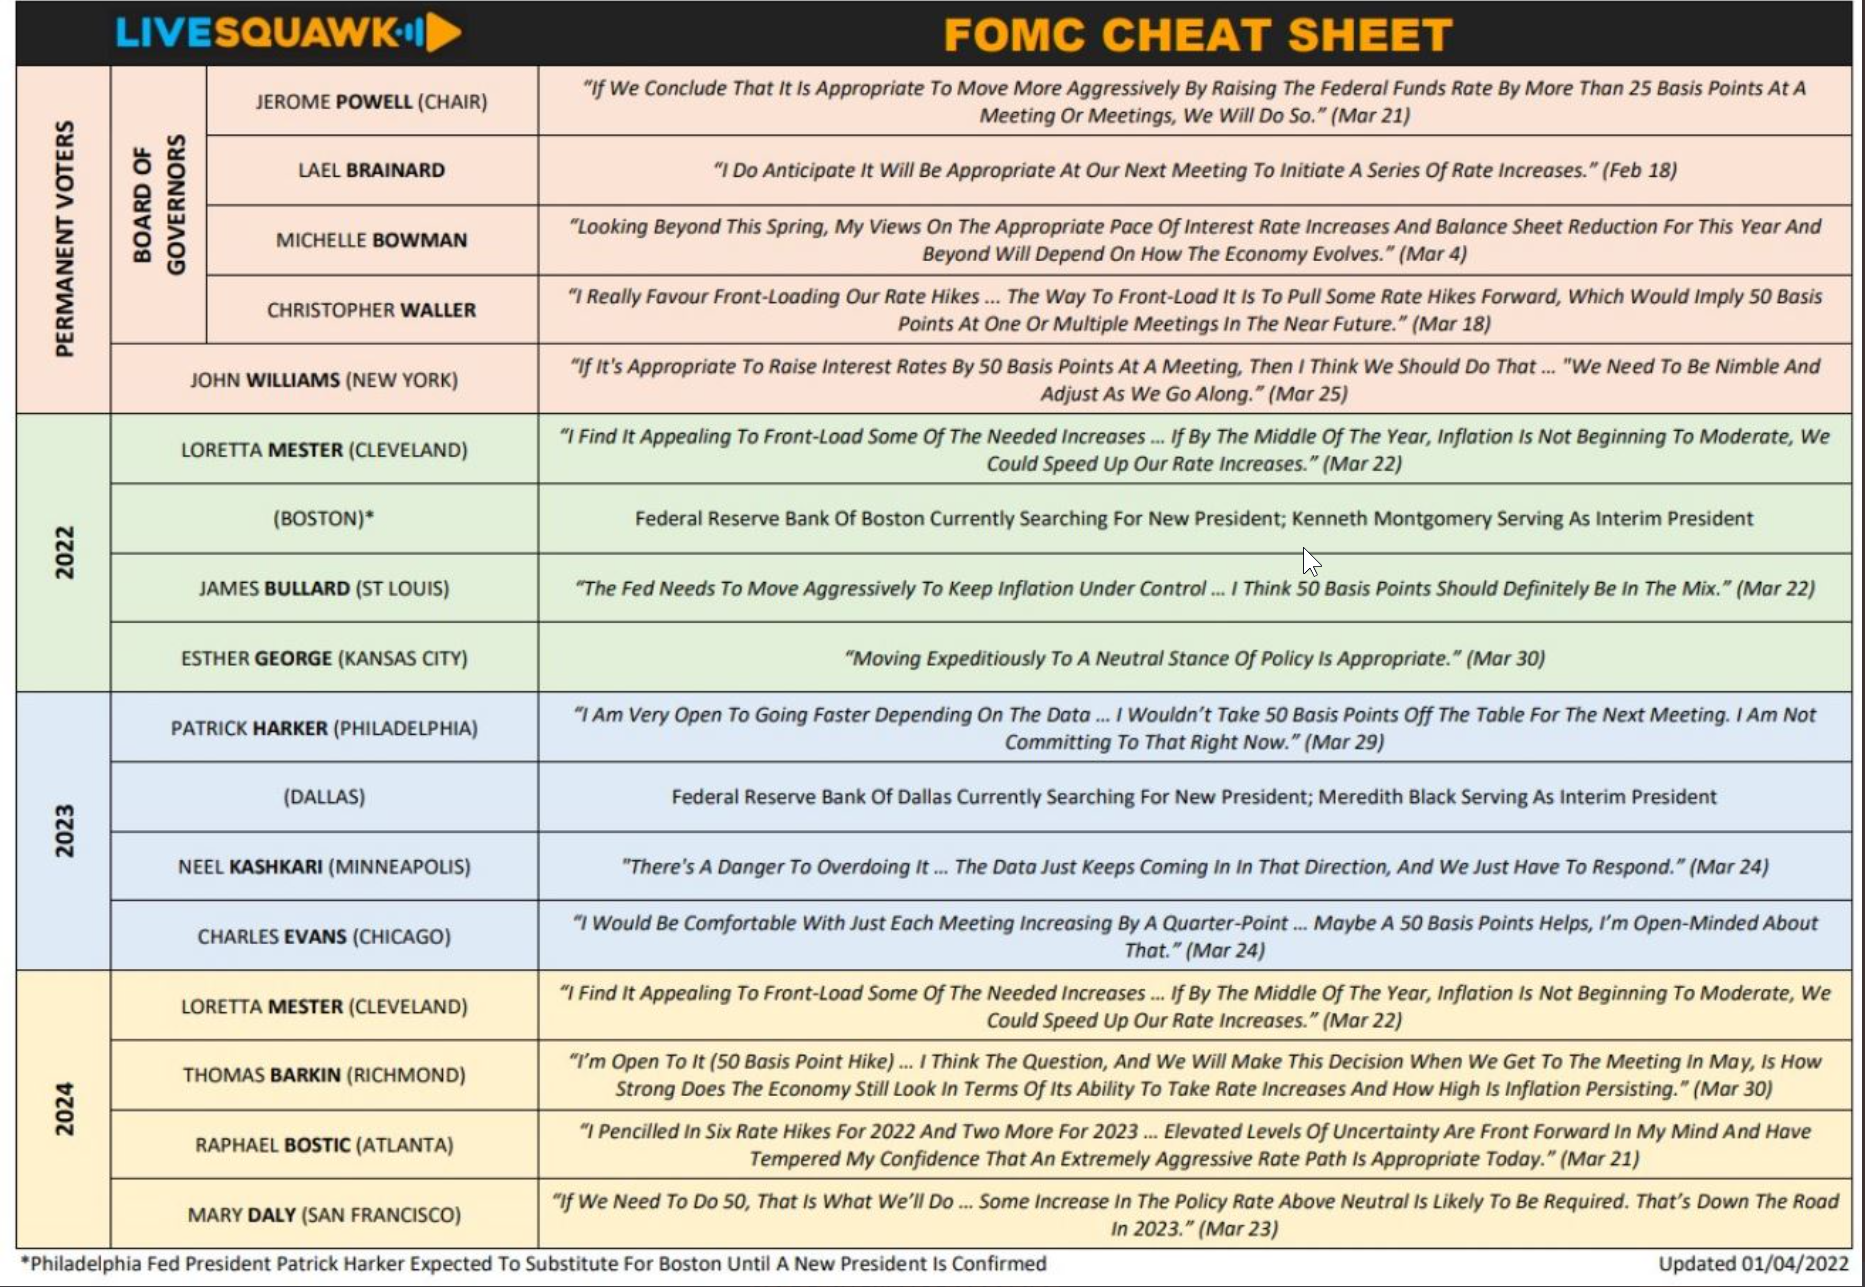 LIVESQUAWK
FOMC CHEAT SHEET
PERMANENT VOTERS
BOARD OF
GOVERNORS
JEROME POWELL (CHAIR)
“If We Conclude That It Is Appropriate To Move More Aggressively By Raising The Federal Funds Rate By More Than 25 Basis Points At A
Meeting Or Meetings, We Will Do So.” (Mar 21)
LAEL BRAINARD
“I Do Anticipate It Will Be Appropriate At Our Next Meeting To Initiate A Series Of Rate Increases.” (Feb 18)
MICHELLE BOWMAN
“Looking Beyond This Spring, My Views On The Appropriate Pace Of Interest Rate Increases And Balance Sheet Reduction For This Year And
Beyond Will Depend On How The Economy Evolves.” (Mar 4)
CHRISTOPHER WALLER
“I Really Favour Front-Loading Our Rate Hikes ... The Way To Front-Load It Is To Pull Some Rate Hikes Forward, Which Would Imply 50 Basis
Points At One Or Multiple Meetings In The Near Future.” (Mar 18)
JOHN WILLIAMS (NEW YORK)
“If It's Appropriate To Raise Interest Rates By 50 Basis Points At A Meeting, Then I Think We Should Do That ... "We Need To Be Nimble And
Adjust As We Go Along.” (Mar 25)
2022
LORETTA MESTER (CLEVELAND)
“I Find It Appealing To Front-Load Some Of The Needed Increases ... If By The Middle Of The Year, Inflation Is Not Beginning To Moderate, We
Could Speed Up Our Rate Increases.” (Mar 22)
(BOSTON)*
Federal Reserve Bank Of Boston Currently Searching For New President; Kenneth Montgomery Serving As Interim President
JAMES BULLARD (ST LOUIS)
“The Fed Needs To Move Aggressively To Keep Inflation Under Control ... I Think 50 Basis Points Should Definitely Be In The Mix.” (Mar 22)
ESTHER GEORGE (KANSAS CITY)
“Moving Expeditiously To A Neutral Stance Of Policy Is Appropriate.” (Mar 30)
2023
PATRICK HARKER (PHILADELPHIA)
“I Am Very Open To Going Faster Depending On The Data ... I Wouldn’t Take 50 Basis Points Off The Table For The Next Meeting. I Am Not
Committing To That Right Now.” (Mar 29)
(DALLAS)
Federal Reserve Bank Of Dallas Currently Searching For New President; Meredith Black Serving As Interim President
NEEL KASHKARI (MINNEAPOLIS)
"There's A Danger To Overdoing It ... The Data Just Keeps Coming In In That Direction, And We Just Have To Respond.” (Mar 24)
CHARLES EVANS (CHICAGO)
“I Would Be Comfortable With Just Each Meeting Increasing By A Quarter-Point ... Maybe A 50 Basis Points Helps, I’m Open-Minded About
That.” (Mar 24)
2024
LORETTA MESTER (CLEVELAND)
“I Find It Appealing To Front-Load Some Of The Needed Increases ... If By The Middle Of The Year, Inflation Is Not Beginning To Moderate, We
Could Speed Up Our Rate Increases.” (Mar 22)
THOMAS BARKIN (RICHMOND)
“I’m Open To It (50 Basis Point Hike) ... I Think The Question, And We Will Make This Decision When We Get To The Meeting In May, Is How
Strong Does The Economy Still Look In Terms Of Its Ability To Take Rate Increases And How High Is Inflation Persisting.” (Mar 30)
RAPHAEL BOSTIC (ATLANTA)
“I Pencilled In Six Rate Hikes For 2022 And Two More For 2023 ... Elevated Levels Of Uncertainty Are Front Forward In My Mind And Have
Tempered My Confidence That An Extremely Aggressive Rate Path Is Appropriate Today.” (Mar 21)
MARY DALY (SAN FRANCISCO)
“If We Need To Do 50, That Is What We’ll Do ... Some Increase In The Policy Rate Above Neutral Is Likely To Be Required. That’s Down The Road
In 2023.” (Mar 23)
*Philadelphia Fed President Patrick Harker Expected To Substitute For Boston Until A New President Is Confirmed
Updated 01/04/2022